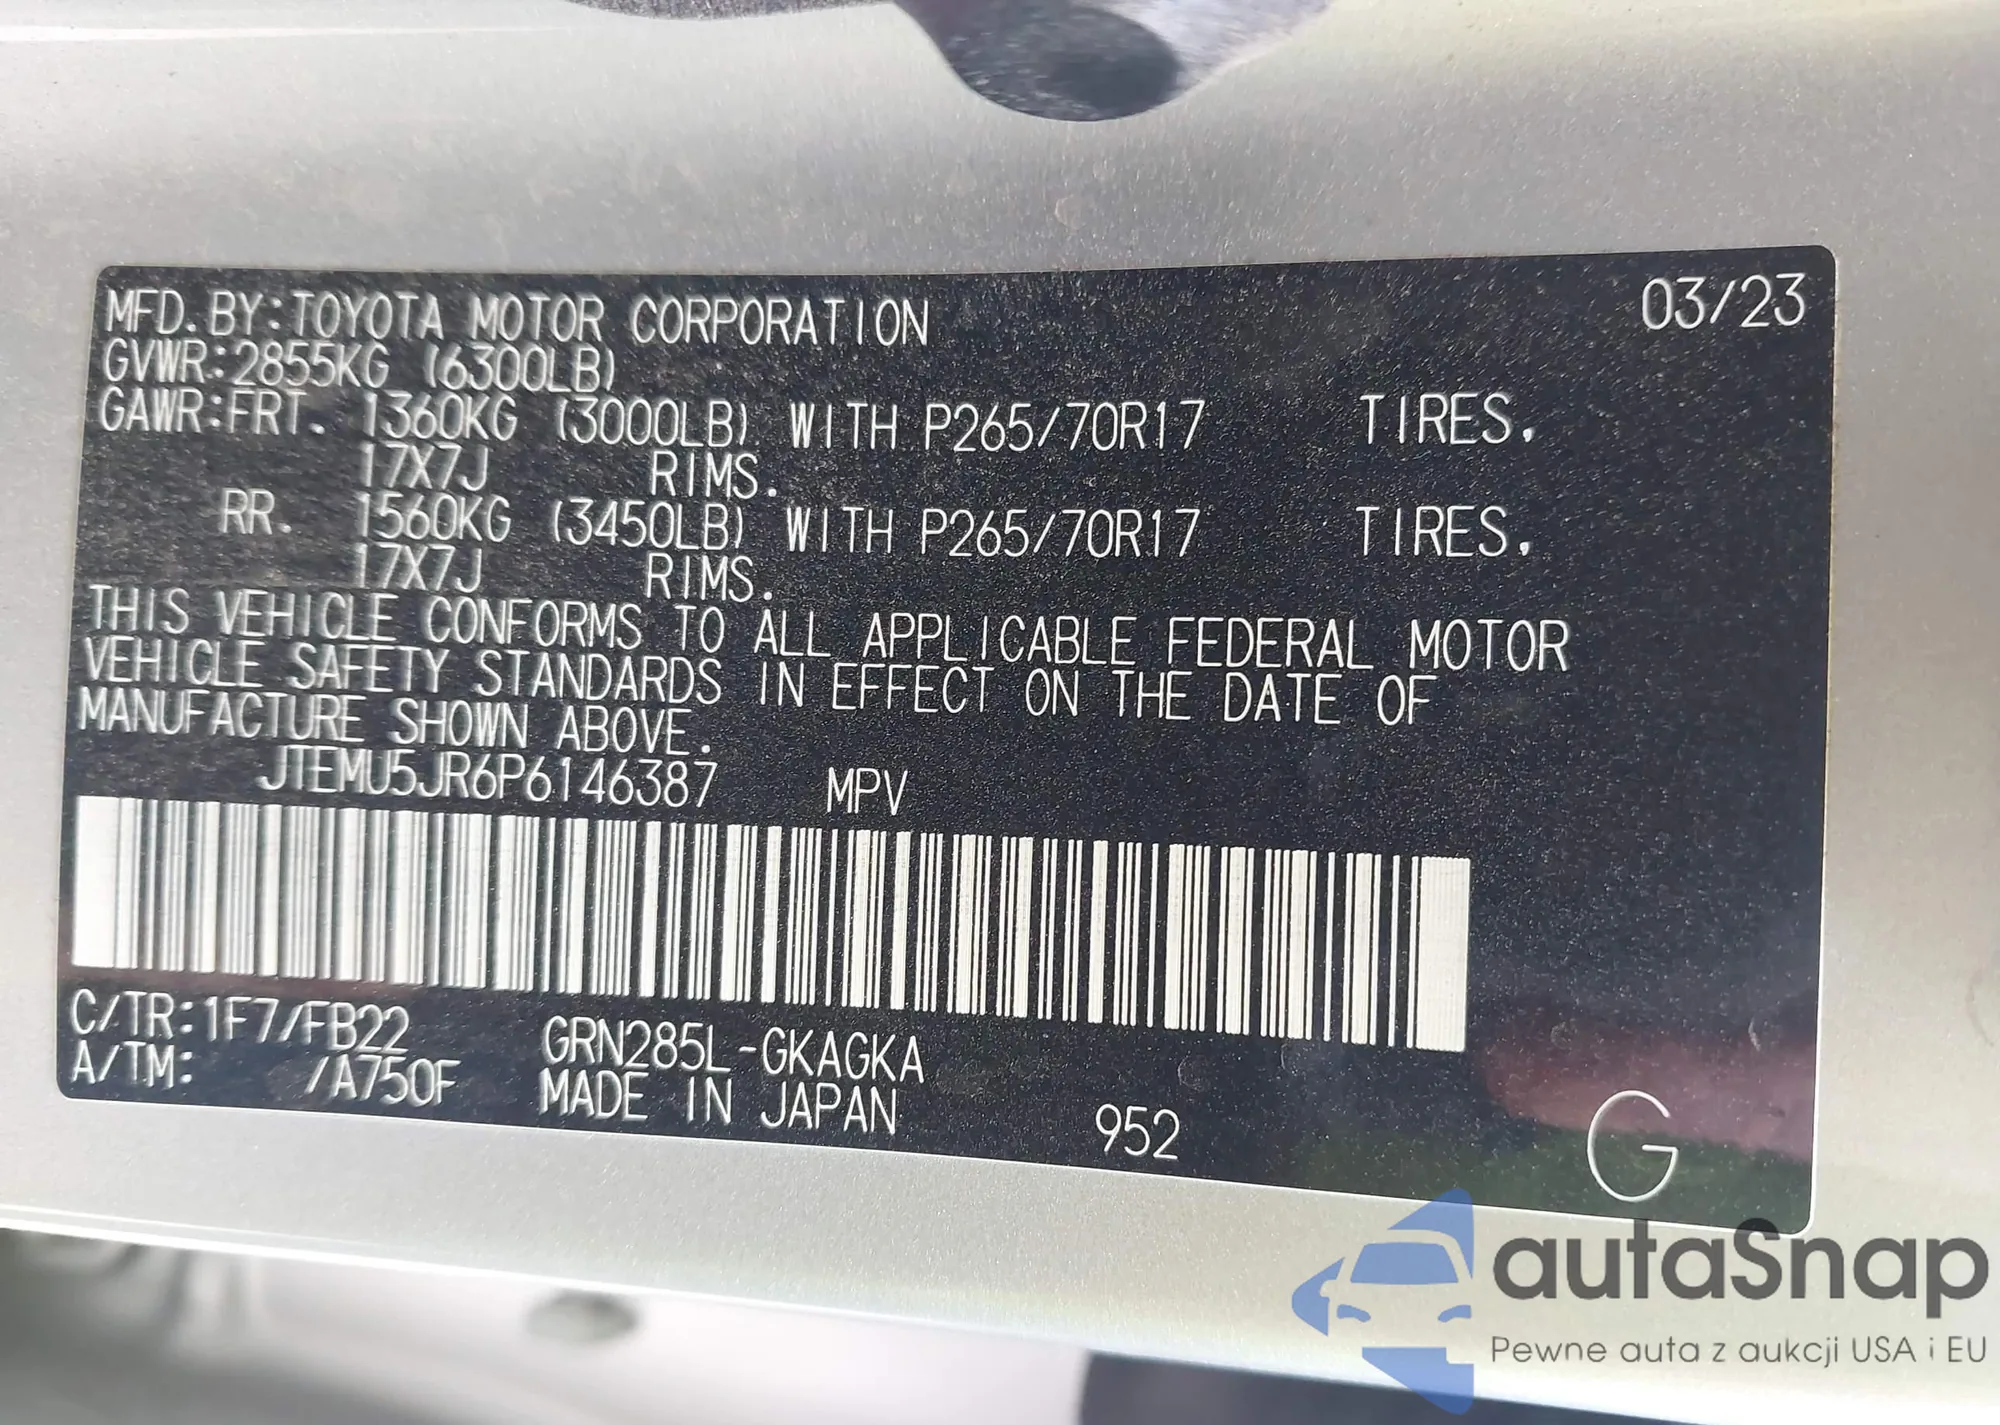 MFD. BY:TOYOTA MOTOR CORPORATION 03/23
GVWR:2855KG (6300LB)
GAWR:FRT. 1360KG (3000LB) WITH P265/70R17 TIRES,
17X7J RIMS.
RR. 1560KG (3450LB) WITH P265/70R17 TIRES,
17X7J RIMS.
THIS VEHICLE CONFORMS TO ALL APPLICABLE FEDERAL MOTOR
VEHICLE SAFETY STANDARDS IN EFFECT ON THE DATE OF
MANUFACTURE SHOWN ABOVE.
JTEMU5JR6P6146387 MPV
C/TR:1F7/FB22 GRN285L-GKAGKA
A/TM: /A750F MADE IN JAPAN 952 G
autaSnap
Pewne auta z aukcji USA i EU